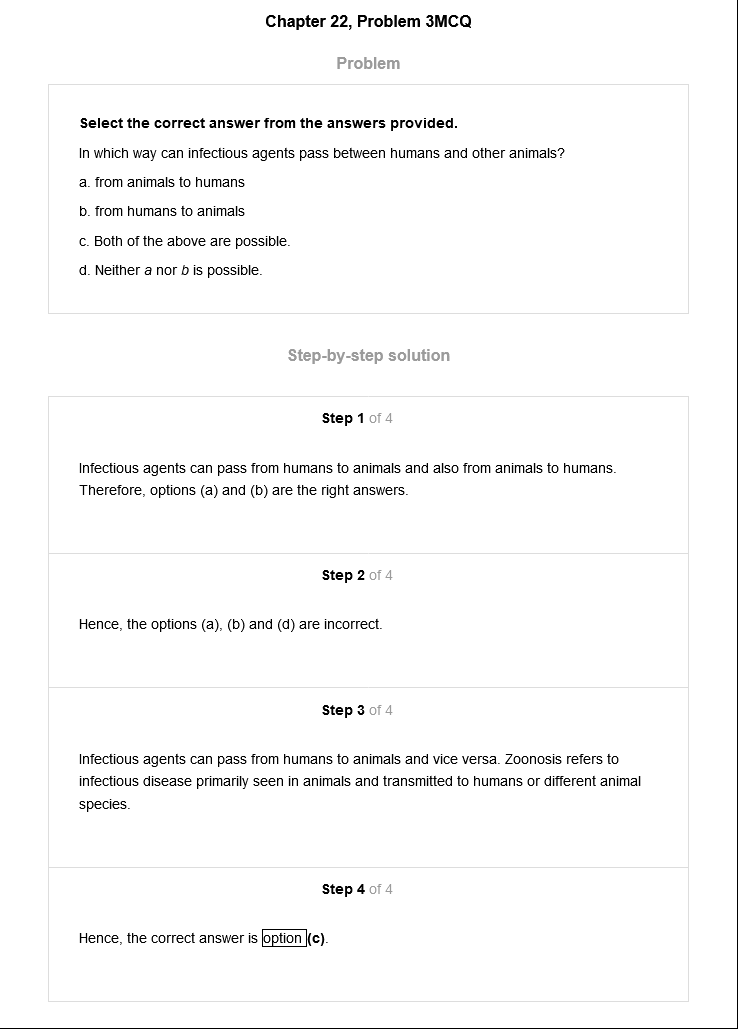 Chapter 22, Problem 3MCQ
Problem
Select the correct answer from the answers provided.
In which way can infectious agents pass between humans and other animals?
a. from animals to humans
b. from humans to animals
c. Both of the above are possible.
d. Neither a nor b is possible.
Step-by-step solution
Step 1 of 4
Infectious agents can pass from humans to animals and also from animals to humans.
Therefore, options (a) and (b) are the right answers.
Step 2 of 4
Hence, the options (a), (b) and (d) are incorrect.
Step 3 of 4
Infectious agents can pass from humans to animals and vice versa. Zoonosis refers to
infectious disease primarily seen in animals and transmitted to humans or different animal
species.
Step 4 of 4
Hence, the correct answer is option (c).